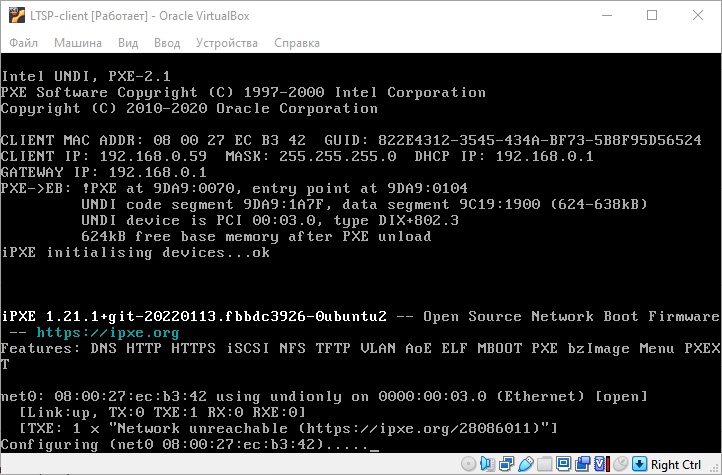 LTSP-client [Работает] - Oracle VirtualBox
Файл Машина Вид Ввод Устройства Справка
Intel UNDI, PXE-2.1
PXE Software Copyright (C) 1997-2000 Intel Corporation
Copyright (C) 2010-2020 Oracle Corporation
CLIENT MAC ADDR: 08 00 27 EC B3 42 GUID: 822E4312-3545-434A-BF73-5B8F95D56524
CLIENT IP: 192.168.0.59 MASK: 255.255.255.0 DHCP IP: 192.168.0.1
GATEWAY IP: 192.168.0.1
PXE->EB: !PXE at 9DA9:0070, entry point at 9DA9:0104
UNDI code segment 9DA9:1A7F, data segment 9C19:1900 (624-638kB)
UNDI device is PCI 00:03.0, type DIX+802.3
624kB free base memory after PXE unload
iPXE initialising devices...ok
iPXE 1.21.1+git-20220113.fbbdc3926-0ubuntu2 -- Open Source Network Boot Firmware
-- https://ipxe.org
Features: DNS HTTP HTTPS iSCSI NFS TFTP VLAN AoE ELF MBOOT PXE bzImage Menu PXEX
T
net0: 08:00:27:ec:b3:42 using undionly on 0000:00:03.0 (Ethernet) [open]
[Link:up, TX:0 TXE:1 RX:0 RXE:0]
[TXE: 1 x "Network unreachable (https://ipxe.org/28086011)"]
Configuring (net0 08:00:27:ec:b3:42)....._
Right Ctrl